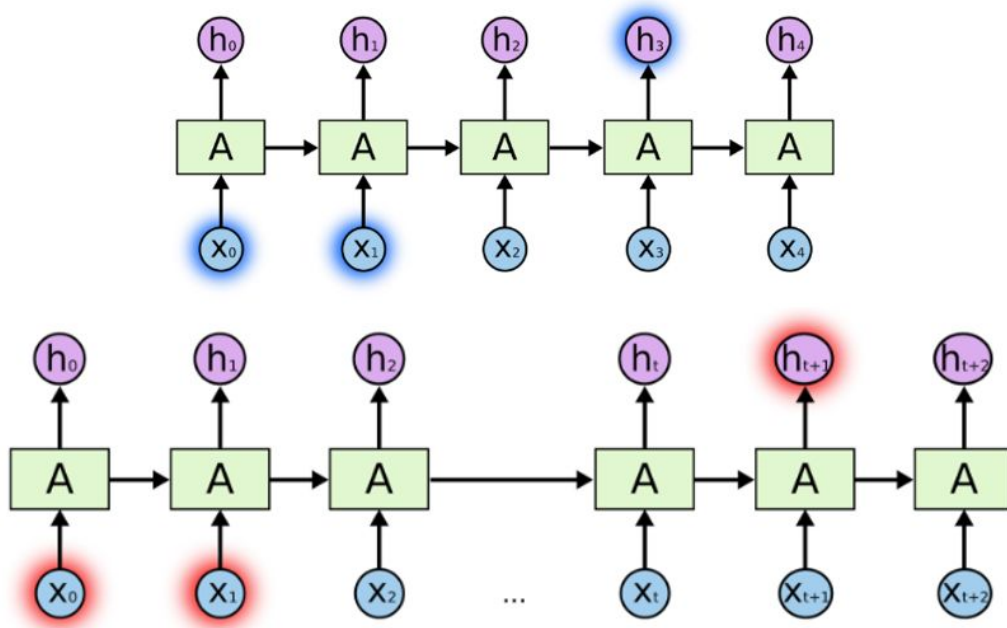 h₀ h₁ h₂ h₃ h₄
A A A A A
x₀ x₁ x₂ x₃ x₄
h₀ h₁ h₂ hₜ hₜ₊₁ hₜ₊₂
A A A A A A
x₀ x₁ x₂ ... xₜ xₜ₊₁ xₜ₊₂